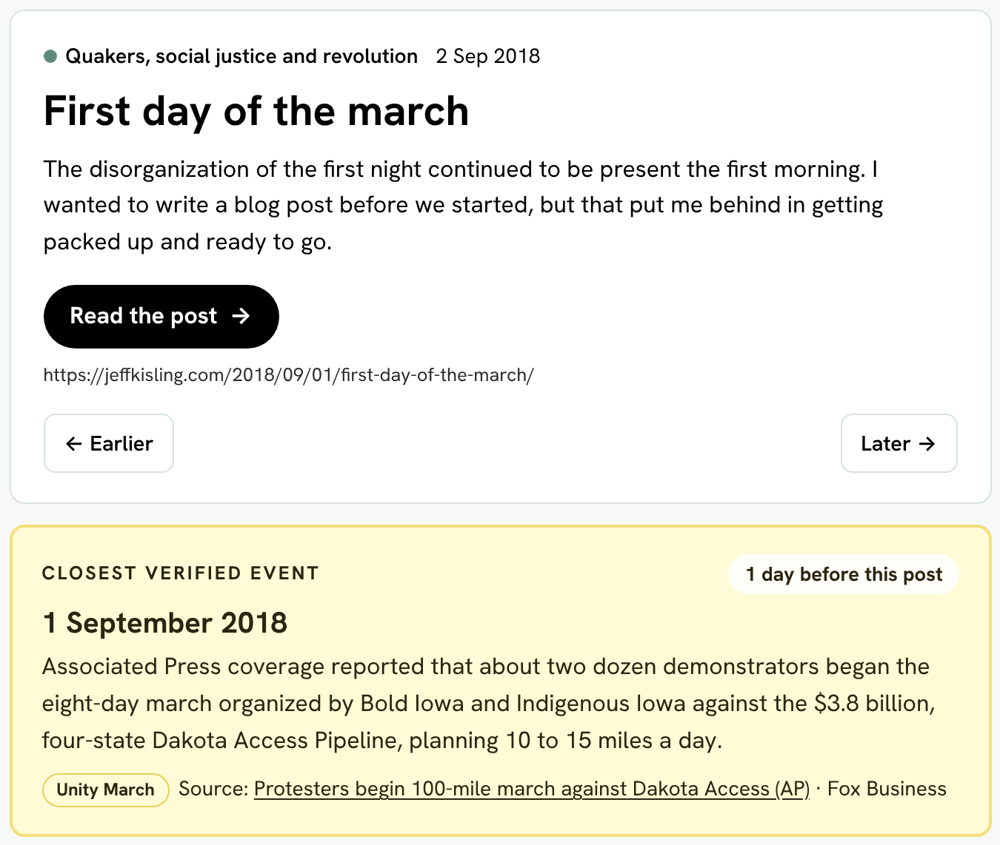 Quakers, social justice and revolution 2 Sep 2018
First day of the march
The disorganization of the first night continued to be present the first morning. I
wanted to write a blog post before we started, but that put me behind in getting
packed up and ready to go.
Read the post →
https://jeffkisling.com/2018/09/01/first-day-of-the-march/
← Earlier
Later →
CLOSEST VERIFIED EVENT
1 day before this post
1 September 2018
Associated Press coverage reported that about two dozen demonstrators began the
eight-day march organized by Bold Iowa and Indigenous Iowa against the $3.8 billion,
four-state Dakota Access Pipeline, planning 10 to 15 miles a day.
Unity March Source: Protesters begin 100-mile march against Dakota Access (AP) · Fox Business